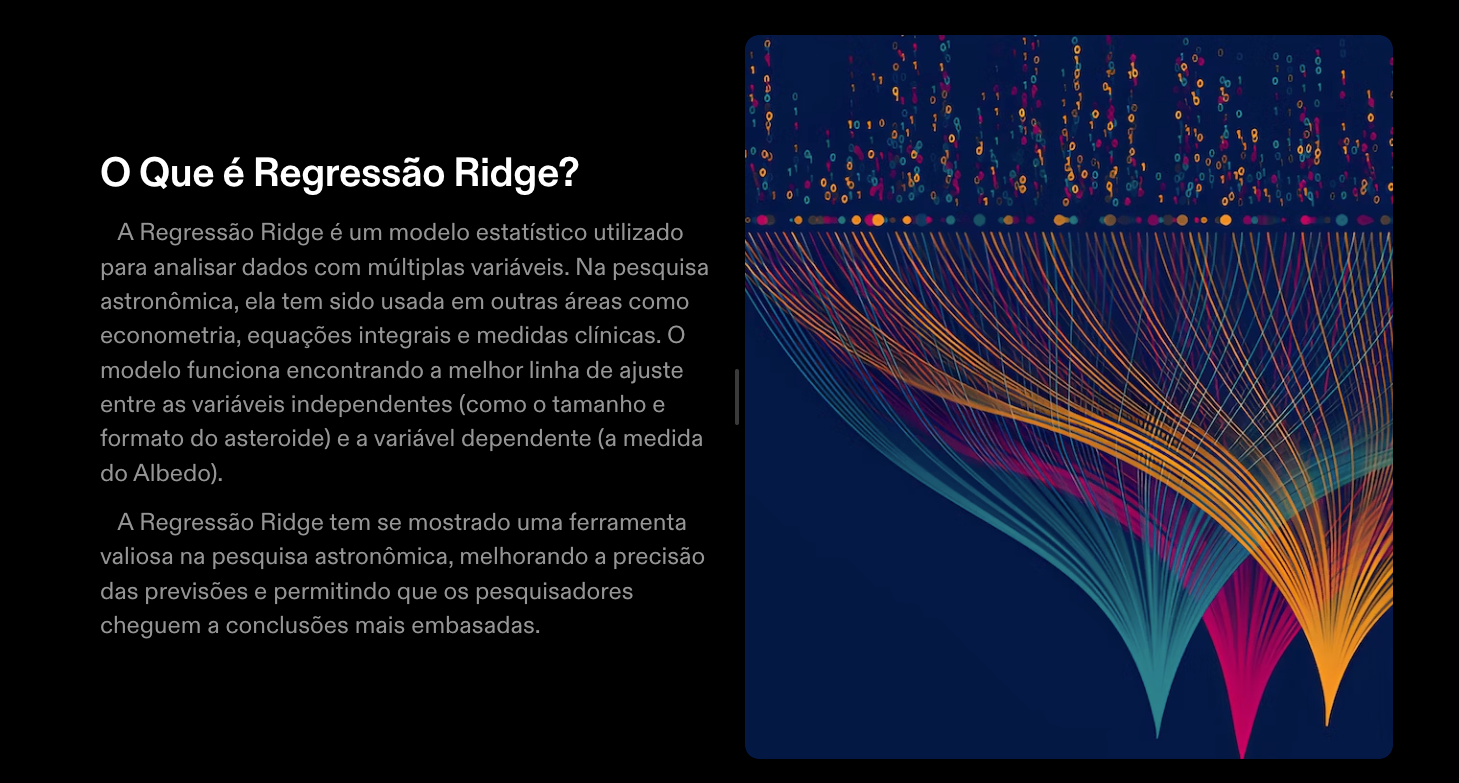 O Que é Regressão Ridge?
A Regressão Ridge é um modelo estatístico utilizado
para analisar dados com múltiplas variáveis. Na pesquisa
astronômica, ela tem sido usada em outras áreas como
econometria, equações integrais e medidas clínicas. O
modelo funciona encontrando a melhor linha de ajuste
entre as variáveis independentes (como o tamanho e
formato do asteroide) e a variável dependente (a medida
do Albedo).
A Regressão Ridge tem se mostrado uma ferramenta
valiosa na pesquisa astronômica, melhorando a precisão
das previsões e permitindo que os pesquisadores
cheguem a conclusões mais embasadas.